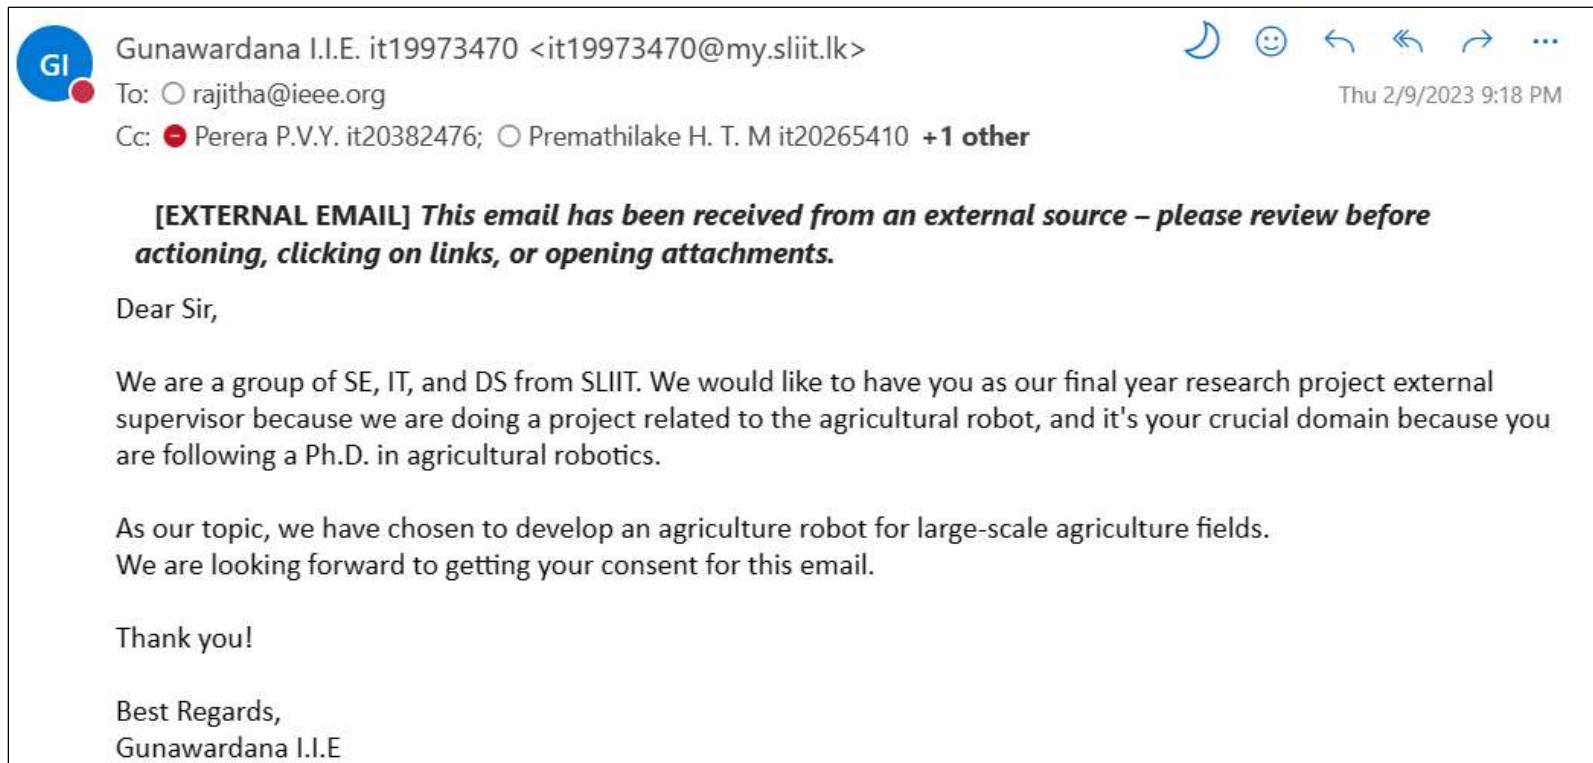 GI
Gunawardana I.I.E. it19973470 <it19973470@my.sliit.lk>
To: rajitha@ieee.org
Thu 2/9/2023 9:18 PM
Cc: Perera P.V.Y. it20382476; Premathilake H. T. M it20265410 +1 other
[EXTERNAL EMAIL] This email has been received from an external source – please review before
actioning, clicking on links, or opening attachments.
Dear Sir,
We are a group of SE, IT, and DS from SLIIT. We would like to have you as our final year research project external
supervisor because we are doing a project related to the agricultural robot, and it's your crucial domain because you
are following a Ph.D. in agricultural robotics.
As our topic, we have chosen to develop an agriculture robot for large-scale agriculture fields.
We are looking forward to getting your consent for this email.
Thank you!
Best Regards,
Gunawardana I.I.E